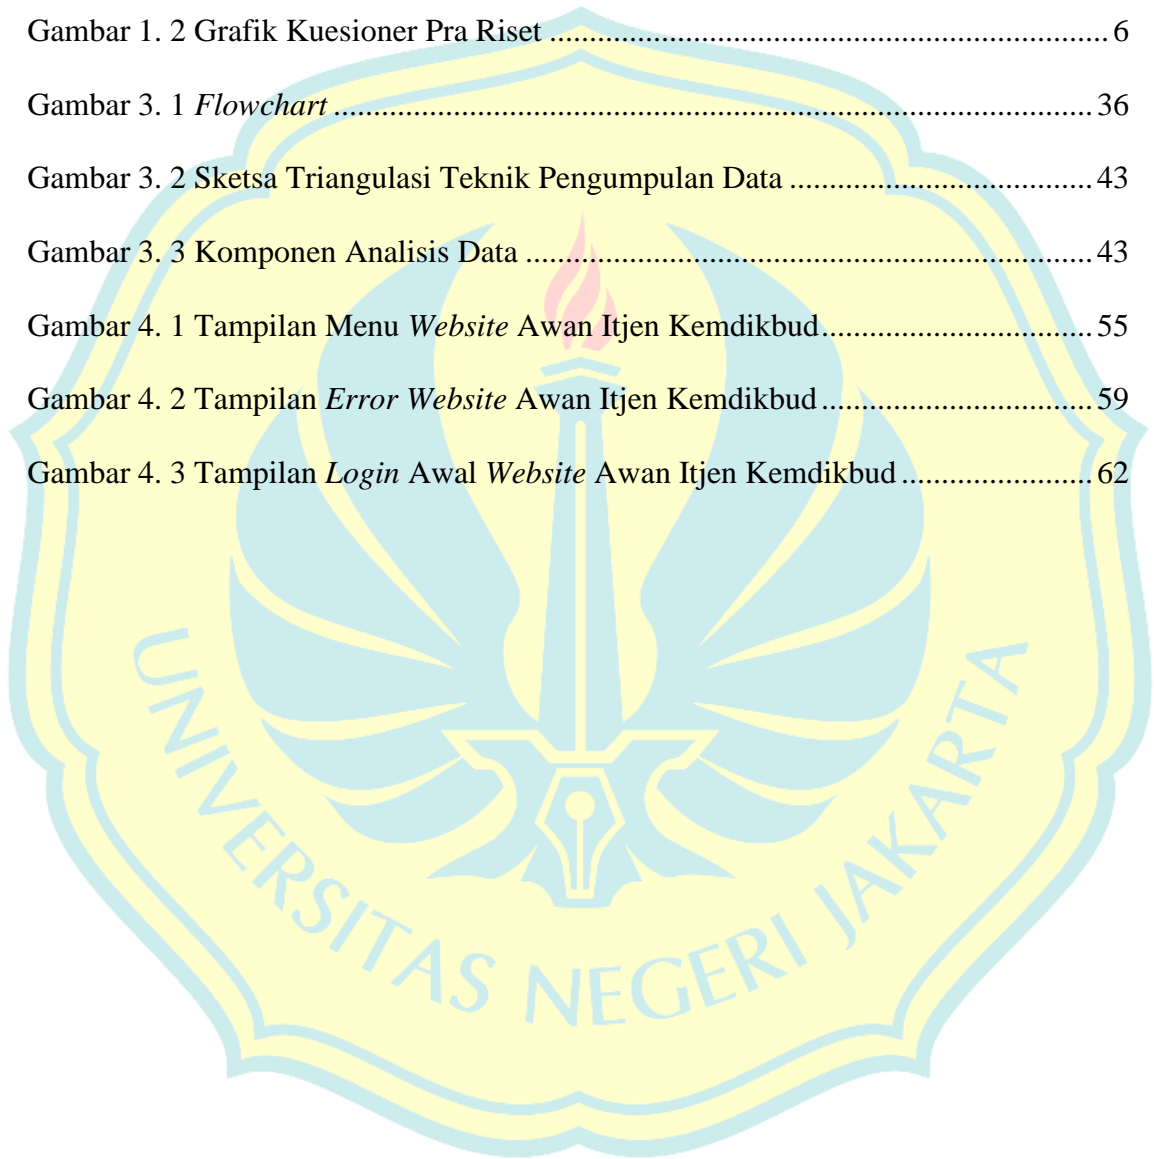 Gambar 1. 2 Grafik Kuesioner Pra Riset ..................................................................... 6
Gambar 3. 1 Flowchart ............................................................................................. 36
Gambar 3. 2 Sketsa Triangulasi Teknik Pengumpulan Data ..................................... 43
Gambar 3. 3 Komponen Analisis Data ..................................................................... 43
Gambar 4. 1 Tampilan Menu Website Awan Itjen Kemdikbud................................. 55
Gambar 4. 2 Tampilan Error Website Awan Itjen Kemdikbud ................................. 59
Gambar 4. 3 Tampilan Login Awal Website Awan Itjen Kemdikbud ....................... 62
UNIVERSITAS NEGERI JAKARTA